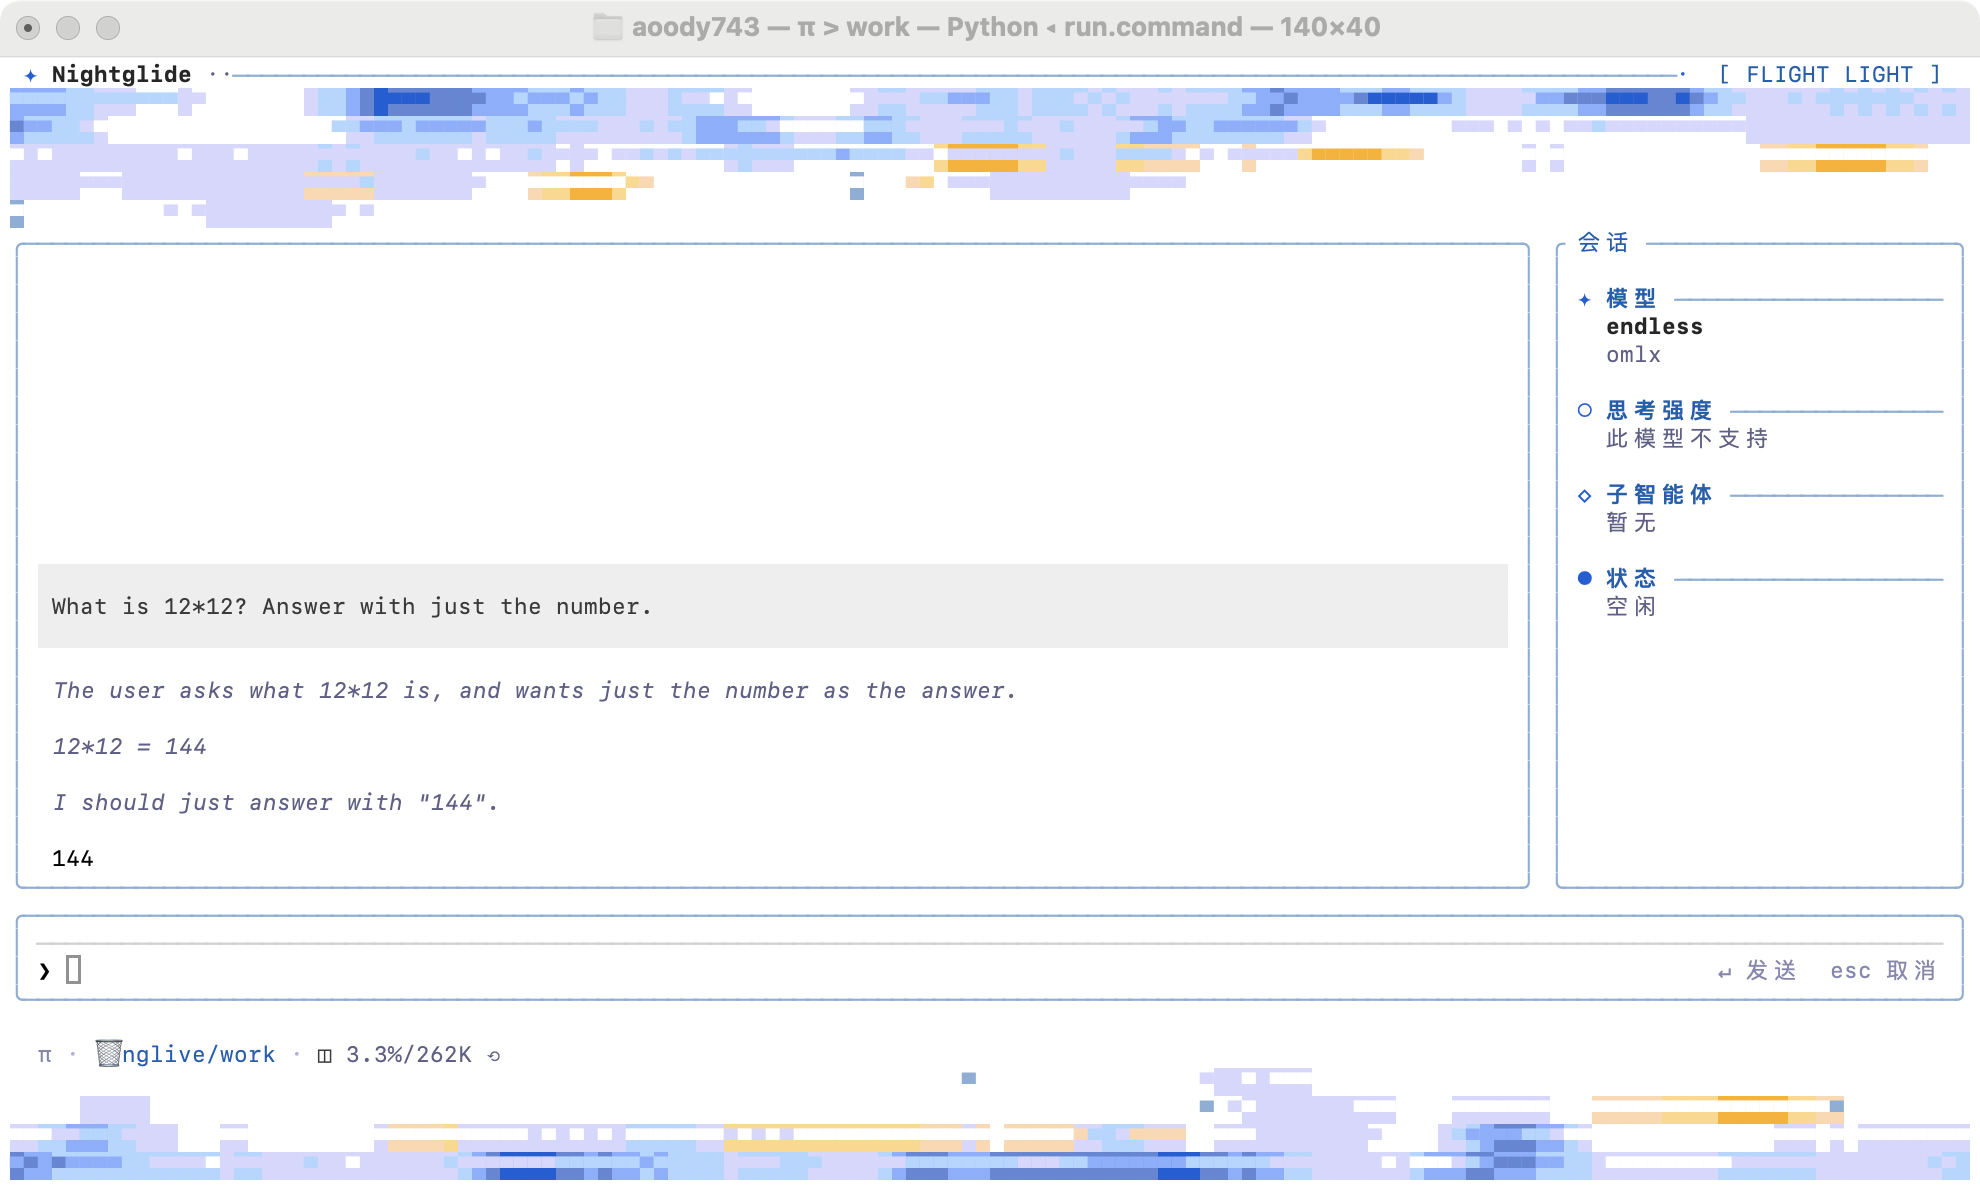 aoody743 — π > work — Python ◂ run.command — 140×40
✦ Nightglide [ FLIGHT LIGHT ]
会话
✦ 模型
endless
omlx
○ 思考强度
此模型不支持
◇ 子智能体
暂无
● 状态
空闲
What is 12*12? Answer with just the number.
The user asks what 12*12 is, and wants just the number as the answer.
12*12 = 144
I should just answer with "144".
144
❯ ↵ 发送 esc 取消
π · nglive/work · ◫ 3.3%/262K ⟲